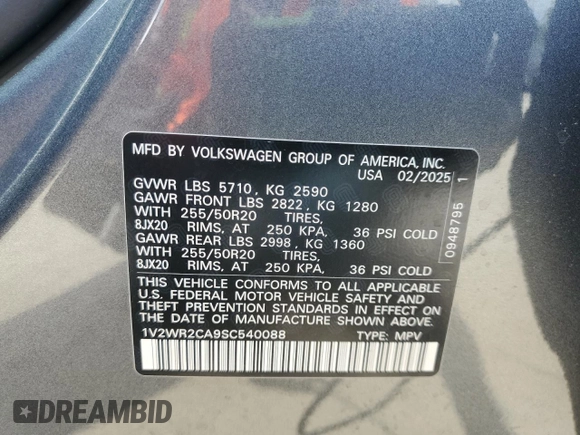 MFD BY VOLKSWAGEN GROUP OF AMERICA, INC.
USA 02/2025
GVWR LBS 5710, KG 2590
GAWR FRONT LBS 2822, KG 1280
WITH 255/50R20 TIRES,
8JX20 RIMS, AT 250 KPA, 36 PSI COLD
GAWR REAR LBS 2998, KG 1360
WITH 255/50R20 TIRES,
8JX20 RIMS, AT 250 KPA, 36 PSI COLD
THIS VEHICLE CONFORMS TO ALL APPLICABLE
U.S. FEDERAL MOTOR VEHICLE SAFETY AND
THEFT PREVENTION STANDARDS IN EFFECT ON
THE DATE OF MANUFACTURE SHOWN ABOVE.
1V2WR2CA9SC540088 TYPE: MPV
0948795 1
DREAMBID